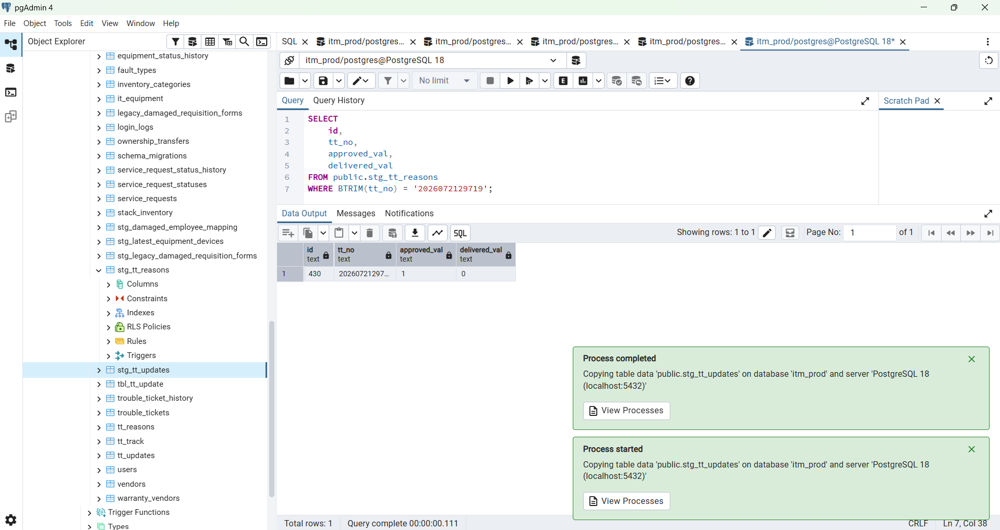 pgAdmin 4
File Object Tools Edit View Window Help
Object Explorer
equipment_status_history
fault_types
inventory_categories
it_equipment
legacy_damaged_requisition_forms
login_logs
ownership_transfers
schema_migrations
service_request_status_history
service_request_statuses
service_requests
stack_inventory
stg_damaged_employee_mapping
stg_latest_equipment_devices
stg_legacy_damaged_requisition_forms
stg_tt_reasons
Columns
Constraints
Indexes
RLS Policies
Rules
Triggers
stg_tt_updates
tbl_tt_update
trouble_ticket_history
trouble_tickets
tt_reasons
tt_track
tt_updates
users
vendors
warranty_vendors
Trigger Functions
Types
SQL itm_prod/postgres... itm_prod/postgres... itm_prod/postgres... itm_prod/postgres... itm_prod/postgres@PostgreSQL 18*
itm_prod/postgres@PostgreSQL 18
No limit E
Query Query History
Scratch Pad
1 SELECT
2 id,
3 tt_no,
4 approved_val,
5 delivered_val
6 FROM public.stg_tt_reasons
7 WHERE BTRIM(tt_no) = '2026072129719';
Data Output Messages Notifications
SQL Showing rows: 1 to 1 Page No: 1 of 1
id tt_no approved_val delivered_val
text text text text
1 430 20260721297... 1 0
Process completed
Copying table data 'public.stg_tt_updates' on database 'itm_prod' and server 'PostgreSQL 18
(localhost:5432)'
View Processes
Process started
Copying table data 'public.stg_tt_updates' on database 'itm_prod' and server 'PostgreSQL 18
(localhost:5432)'
View Processes
Total rows: 1 Query complete 00:00:00.111 CRLF Ln 7, Col 38